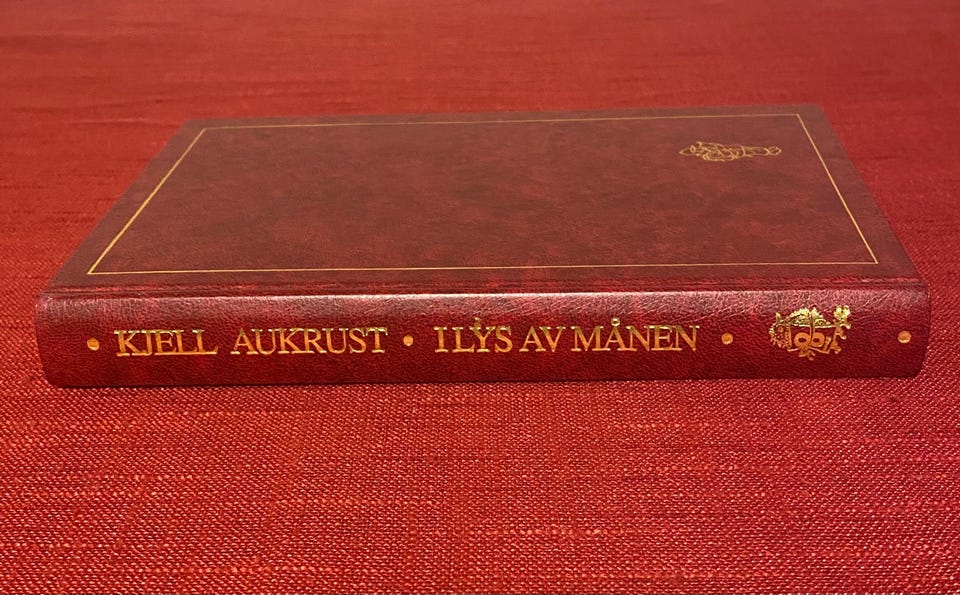 KJELL AUKRUST • I LYS AV MÅNEN •